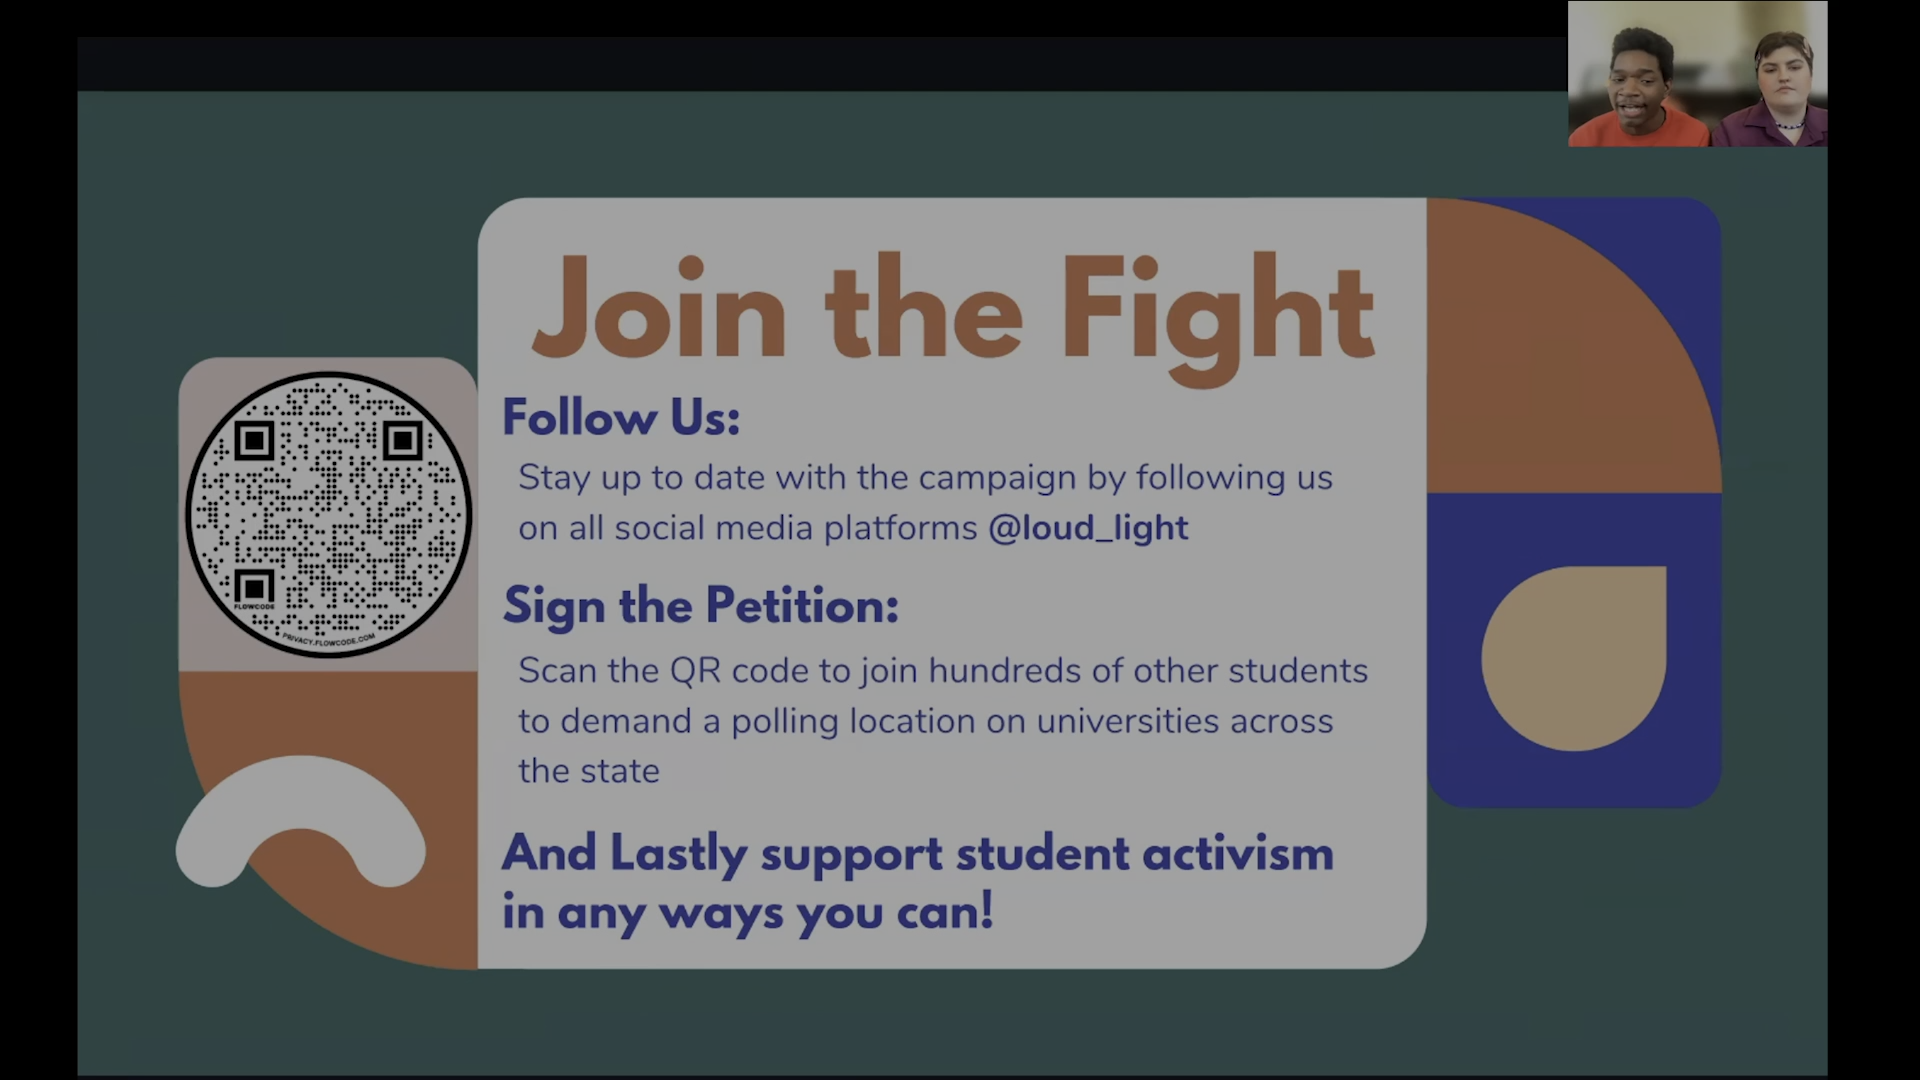 Join the Fight
Follow Us:
Stay up to date with the campaign by following us
on all social media platforms @loud_light
Sign the Petition:
Scan the QR code to join hundreds of other students
to demand a polling location on universities across
the state
And Lastly support student activism
in any ways you can!
FLOWCODE
PRIVACY.FLOWCODE.COM